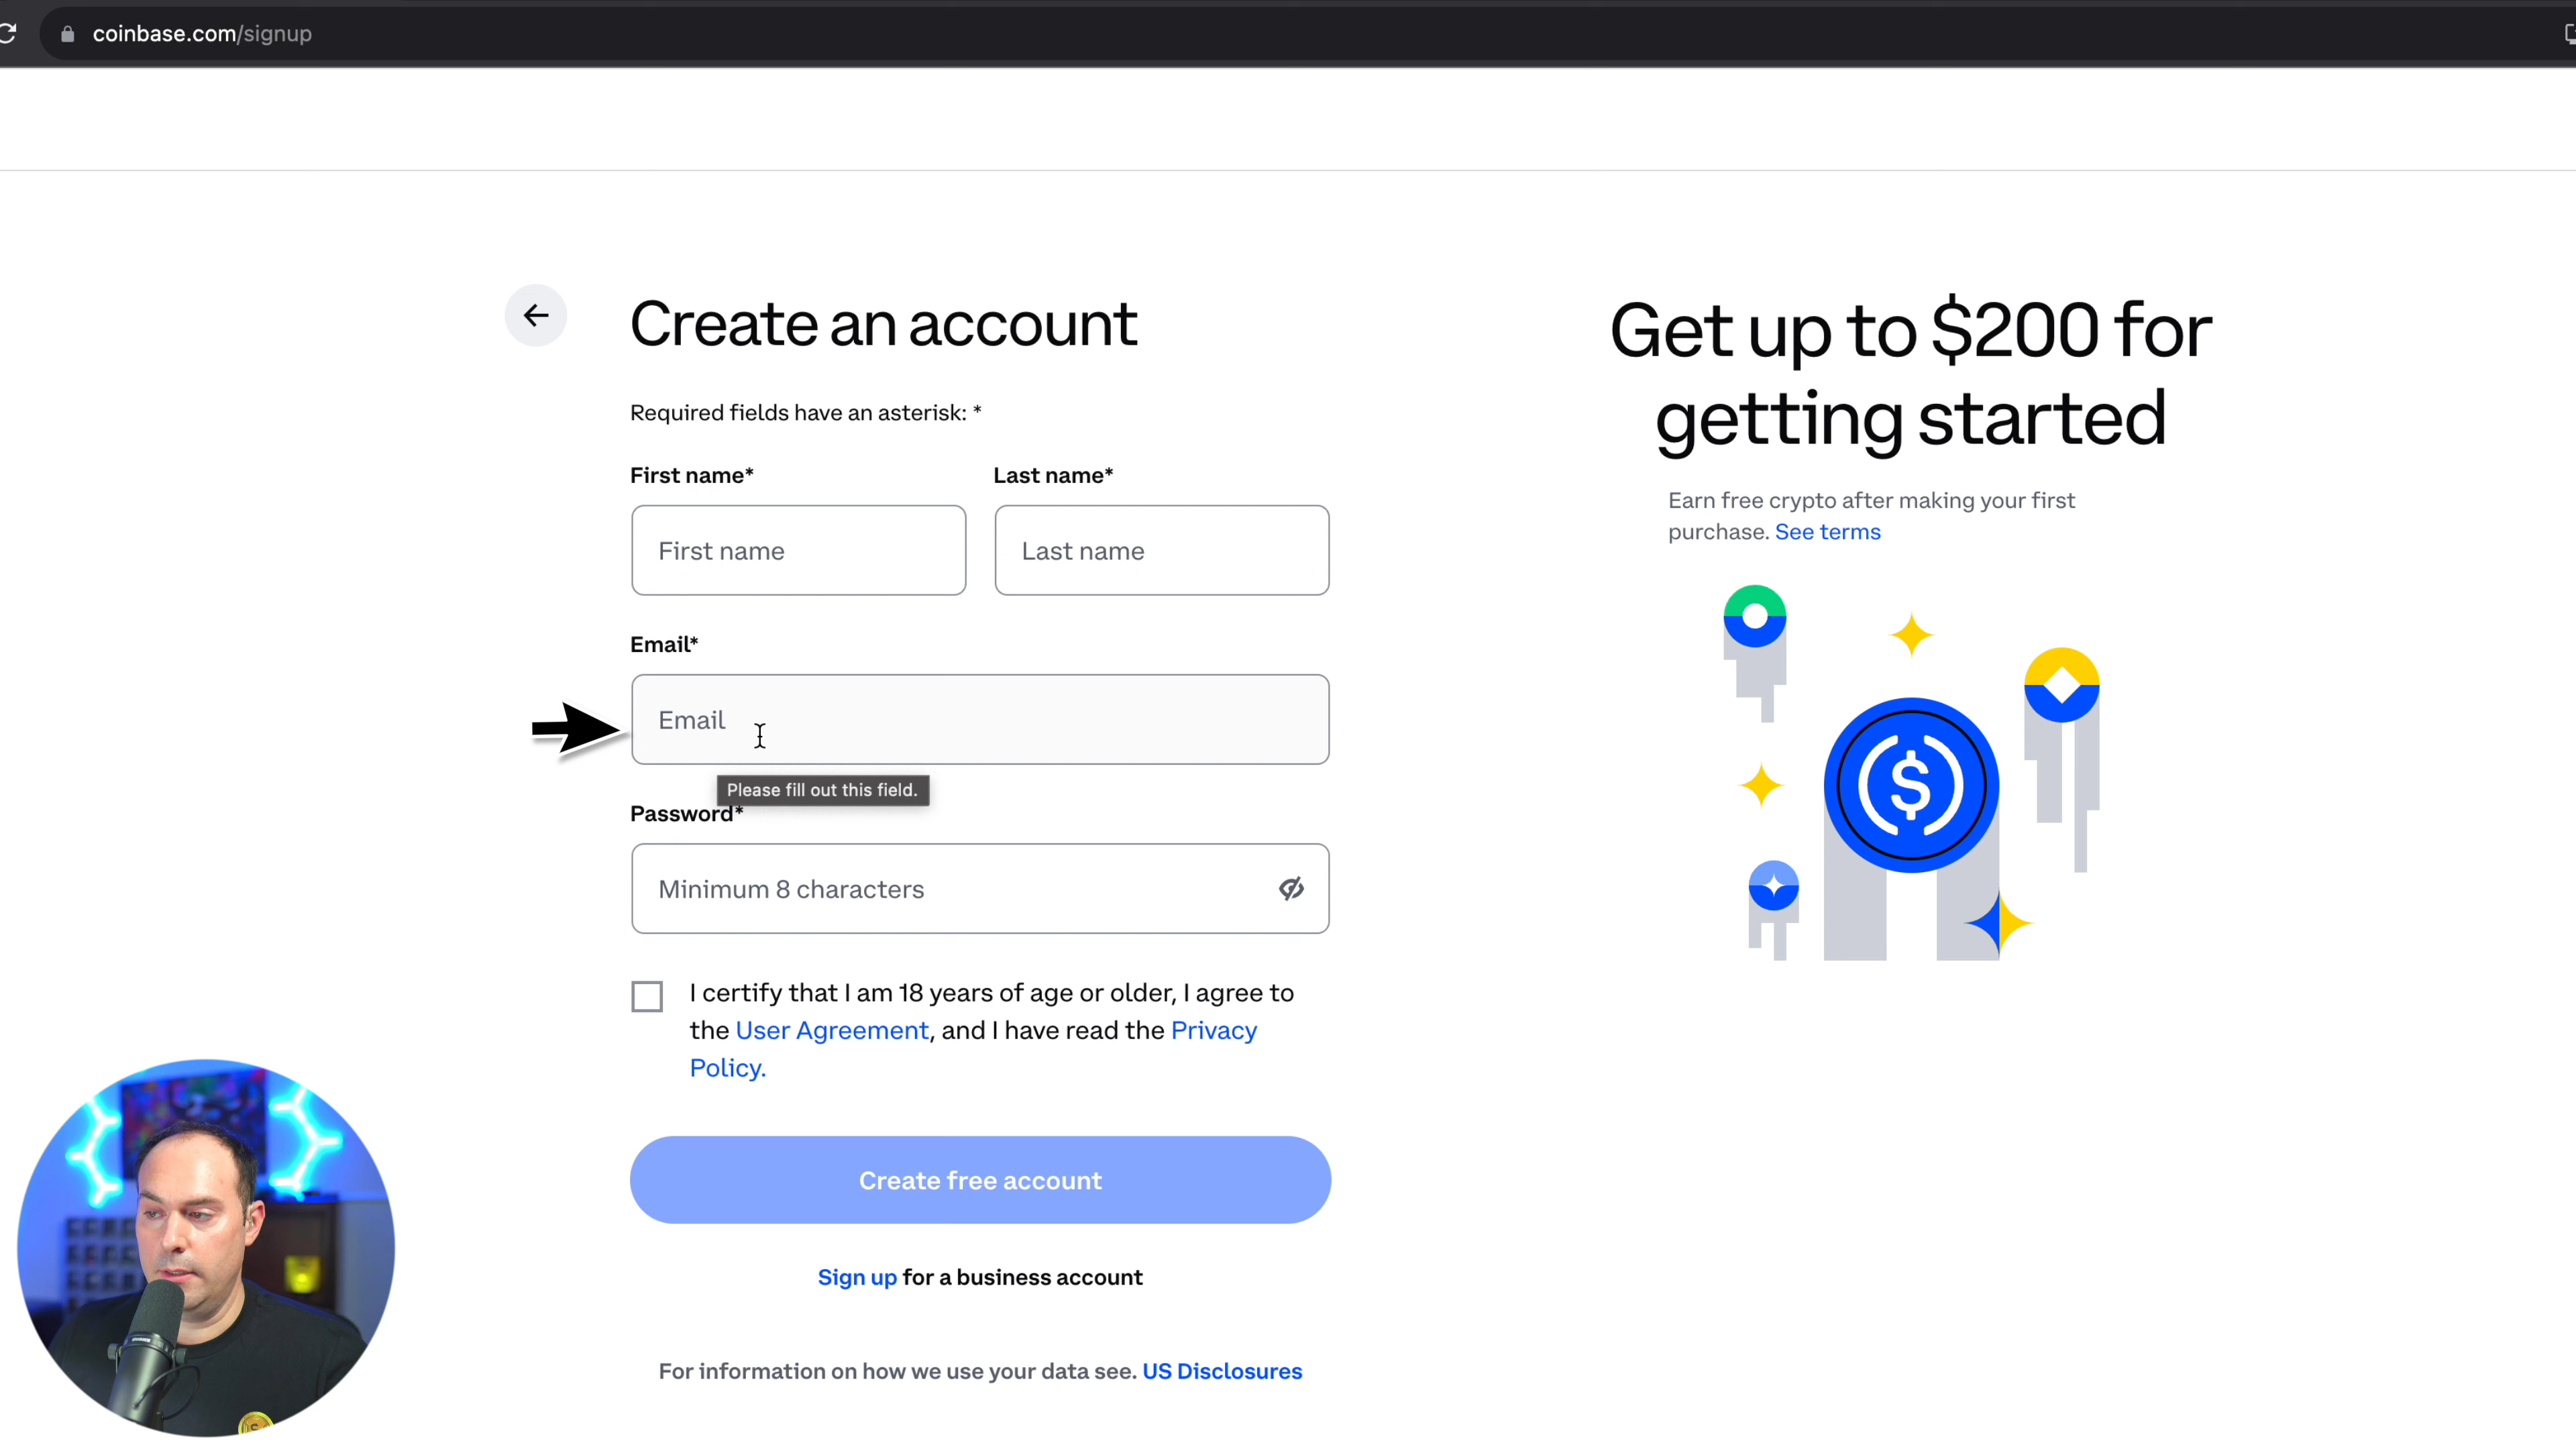 coinbase.com/signup
Create an account
Required fields have an asterisk: *
First name*
Last name*
First name
Last name
Email*
Email
Please fill out this field.
Password*
Minimum 8 characters
I certify that I am 18 years of age or older, I agree to
the User Agreement, and I have read the Privacy
Policy.
Create free account
Sign up for a business account
For information on how we use your data see. US Disclosures
Get up to $200 for
getting started
Earn free crypto after making your first
purchase. See terms
$